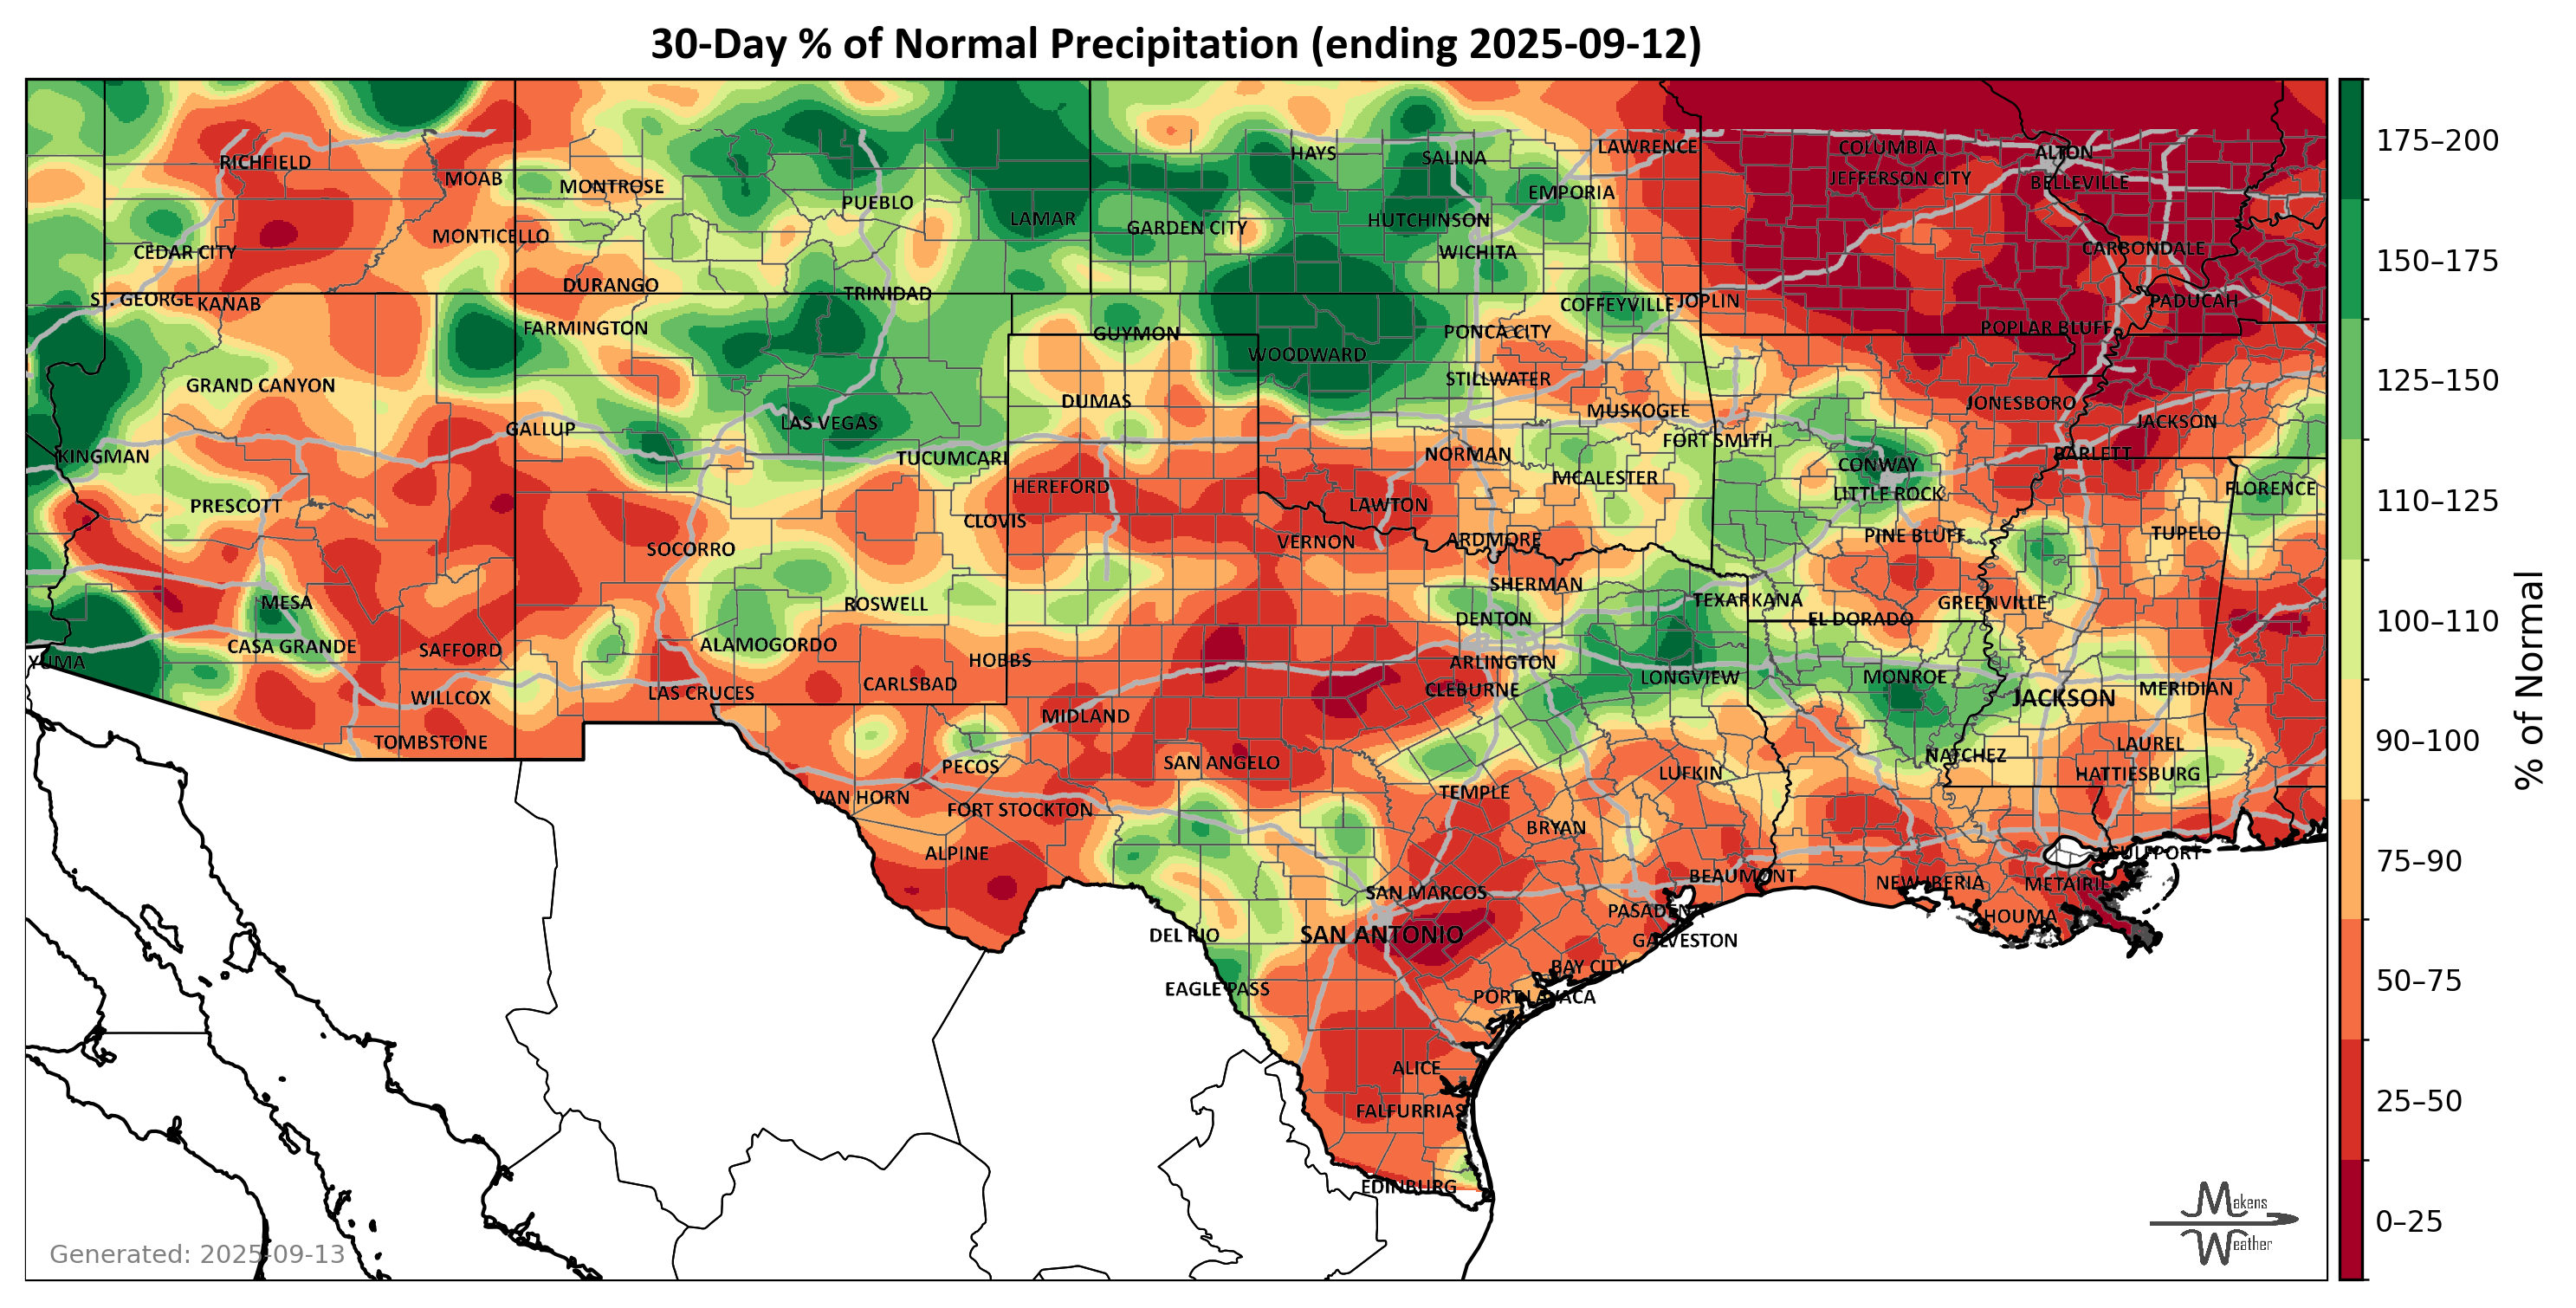 30-Day % of Normal Precipitation (ending 2025-09-12)
RICHFIELD
MOAB
MONTROSE
PUEBLO
LAMAR
HAYS
SALINA
LAWRENCE
COLUMBIA
ALTON
JEFFERSON CITY
BELLEVILLE
EMPORIA
GARDEN CITY
HUTCHINSON
WICHITA
MONTICELLO
CEDAR CITY
CARBONDALE
DURANGO
TRINIDAD
ST. GEORGE
KANAB
COFFEYVILLE
JOPLIN
PADUCAH
FARMINGTON
GUYMON
PONCA CITY
POPLAR BLUFF
WOODWARD
GRAND CANYON
STILLWATER
DUMAS
MUSKOGEE
JONESBORO
JACKSON
GALLUP
LAS VEGAS
FORT SMITH
KINGMAN
TUCUMCARI
NORMAN
BARLETT
CONWAY
MCALESTER
HEREFORD
LITTLE ROCK
FLORENCE
PRESCOTT
LAWTON
CLOVIS
PINE BLUFF
TUPELO
SOCORRO
VERNON
ARDMORE
SHERMAN
MESA
ROSWELL
TEXARKANA
GREENVILLE
DENTON
EL DORADO
CASA GRANDE
SAFFORD
ALAMOGORDO
YUMA
HOBBS
ARLINGTON
LONGVIEW
MONROE
LAS CRUCES
CARLSBAD
CLEBURNE
MERIDIAN
WILLCOX
JACKSON
MIDLAND
TOMBSTONE
LAUREL
PECOS
SAN ANGELO
NATCHEZ
LUFKIN
HATTIESBURG
VAN HORN
FORT STOCKTON
TEMPLE
BRYAN
ALPINE
GULFPORT
BEAUMONT
NEW IBERIA
METAIRIE
SAN MARCOS
PASADENA
HOUMA
DEL RIO
SAN ANTONIO
GALVESTON
BAY CITY
EAGLE PASS
PORT LAVACA
ALICE
FALFURRIAS
EDINBURG
Generated: 2025-09-13
Makens
Weather
175–200
150–175
125–150
110–125
100–110
90–100
75–90
50–75
25–50
0–25
% of Normal